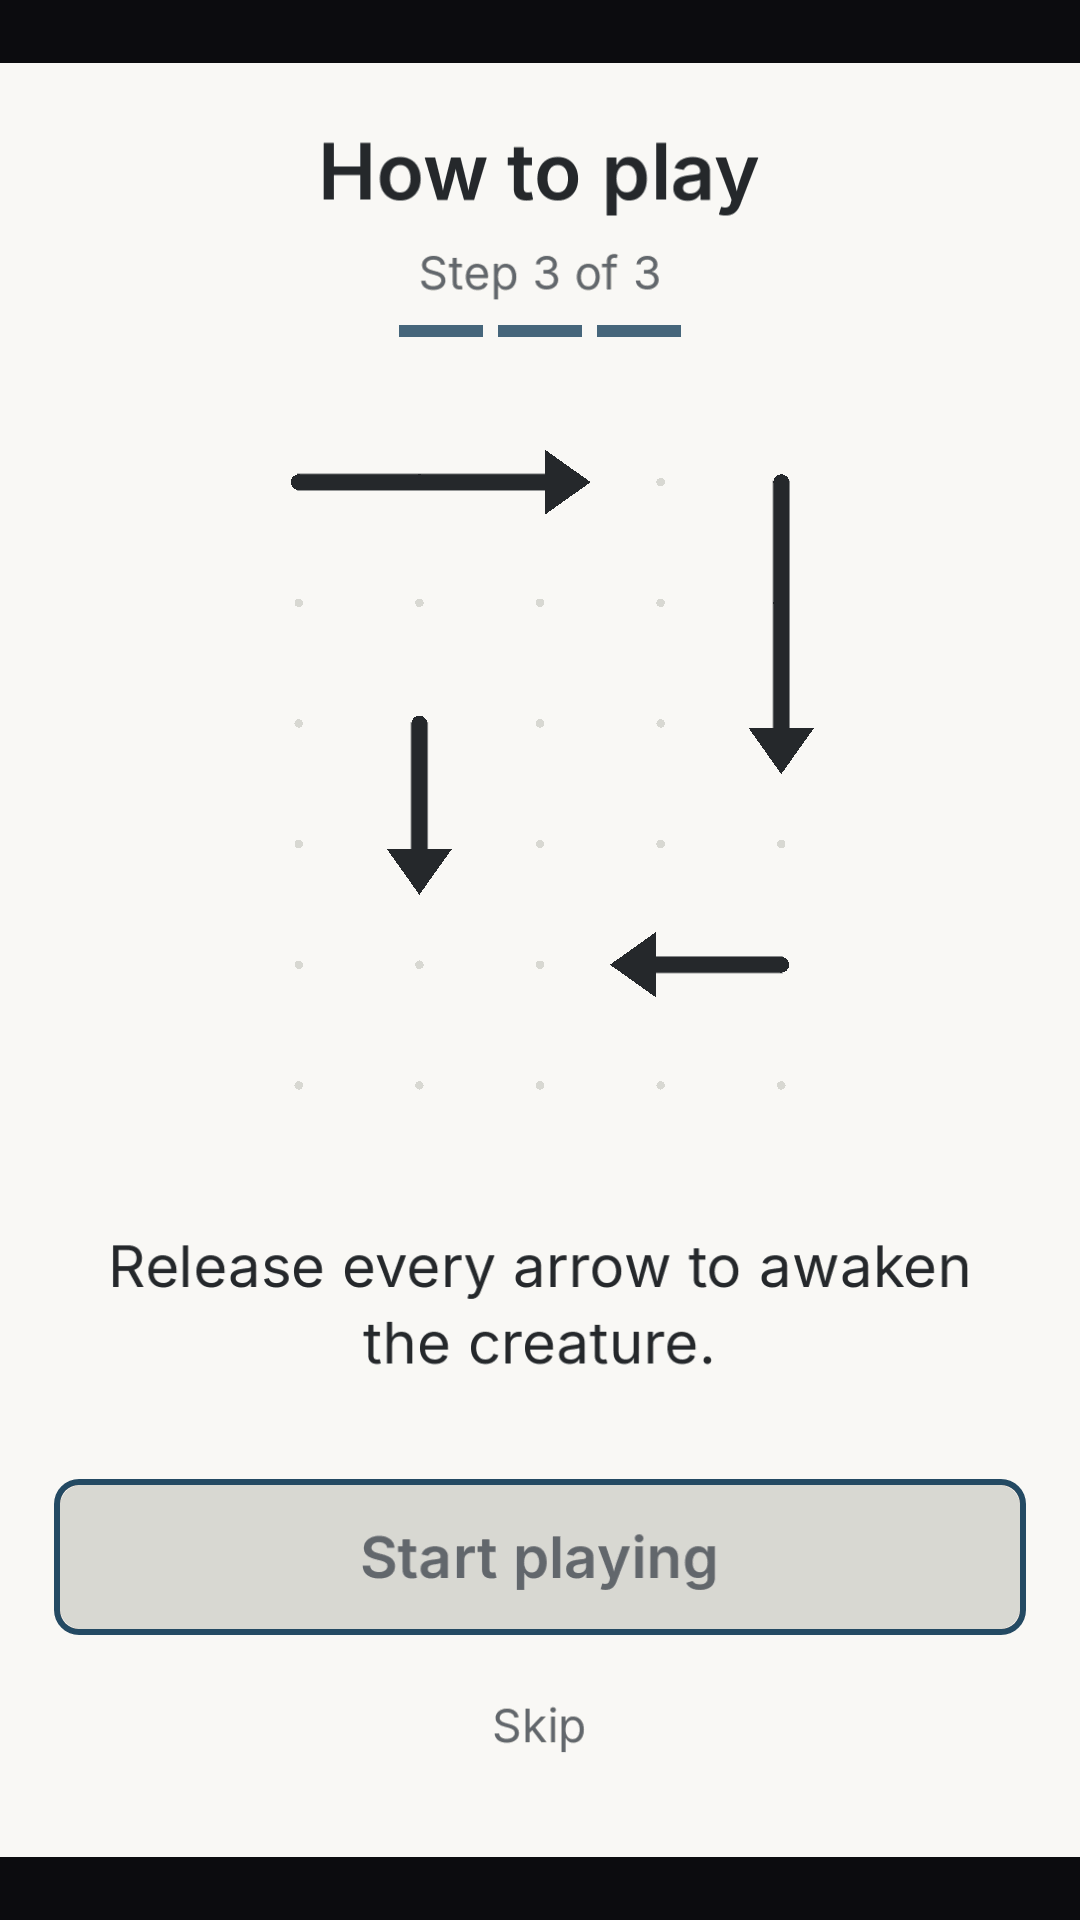 How to play
Step 3 of 3
Release every arrow to awaken
the creature.
Start playing
Skip